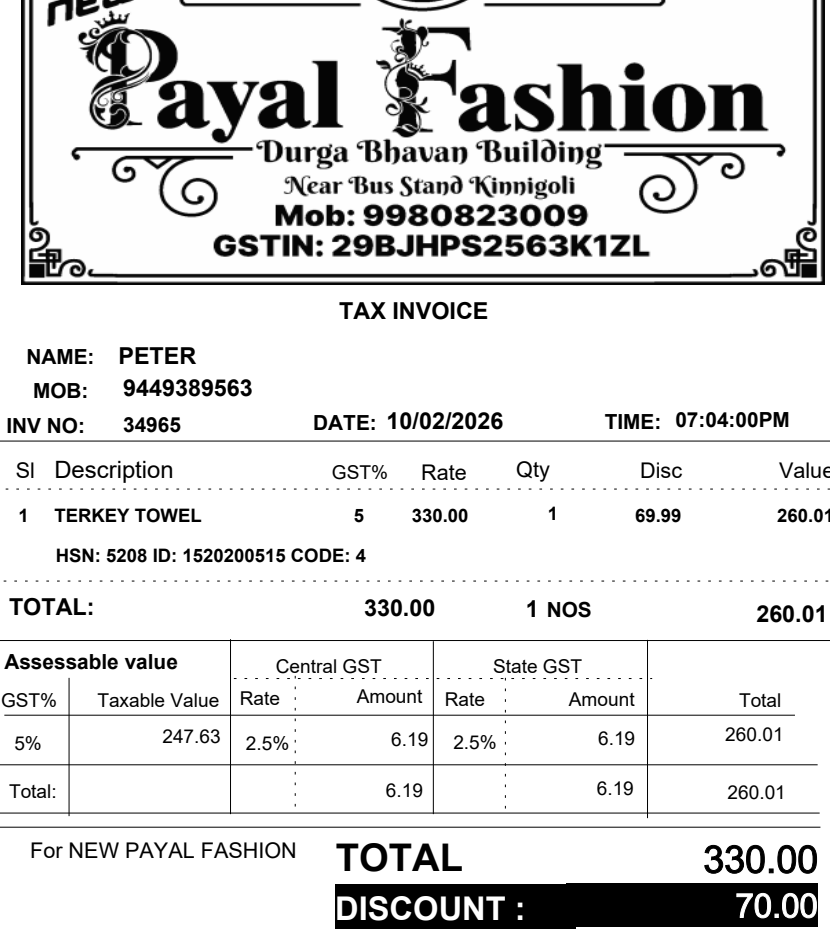 new
Payal Fashion
Durga Bhavan Building
Near Bus Stand Kinnigoli
Mob: 9980823009
GSTIN: 29BJHPS2563K1ZL
TAX INVOICE
NAME: PETER
MOB: 9449389563
INV NO: 34965 DATE: 10/02/2026 TIME: 07:04:00PM
Sl Description GST% Rate Qty Disc Value
1 TERKEY TOWEL 5 330.00 1 69.99 260.01
HSN: 5208 ID: 1520200515 CODE: 4
TOTAL: 330.00 1 NOS 260.01
Assessable value Central GST State GST
GST% Taxable Value Rate Amount Rate Amount Total
5% 247.63 2.5% 6.19 2.5% 6.19 260.01
Total: 6.19 6.19 260.01
For NEW PAYAL FASHION TOTAL 330.00
DISCOUNT : 70.00